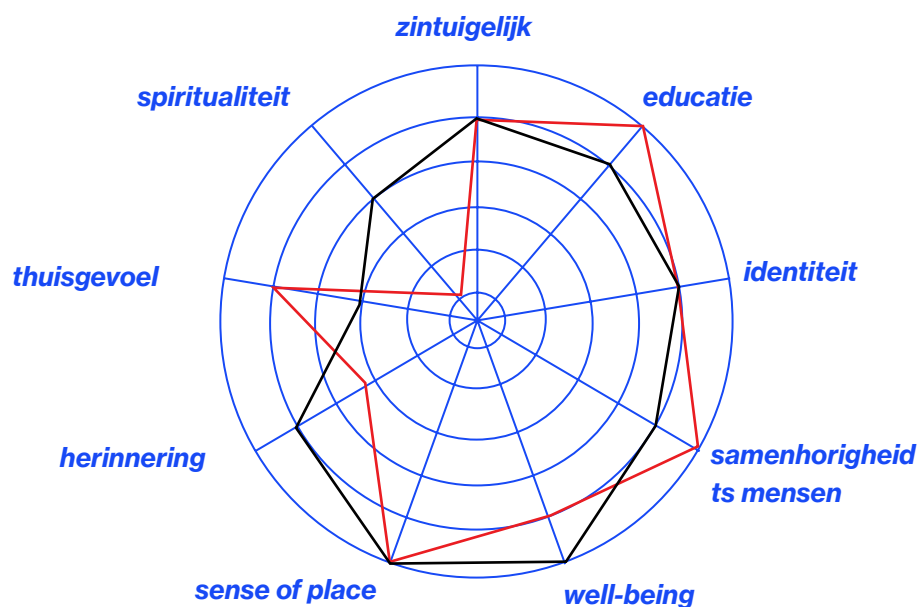 zintuigelijk
spiritualiteit
educatie
thuisgevoel
identiteit
herinnering
samenhorigheid
ts mensen
sense of place
well-being